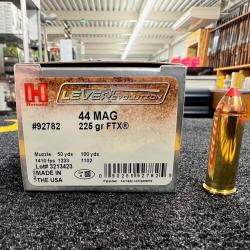 H
LEVEREVOLUTION
#92782
44 MAG
225 gr FTX®
Muzzle 50 yds 100 yds
1410 fps 1233 1102
Lot# 3213423
MADE IN
THE USA